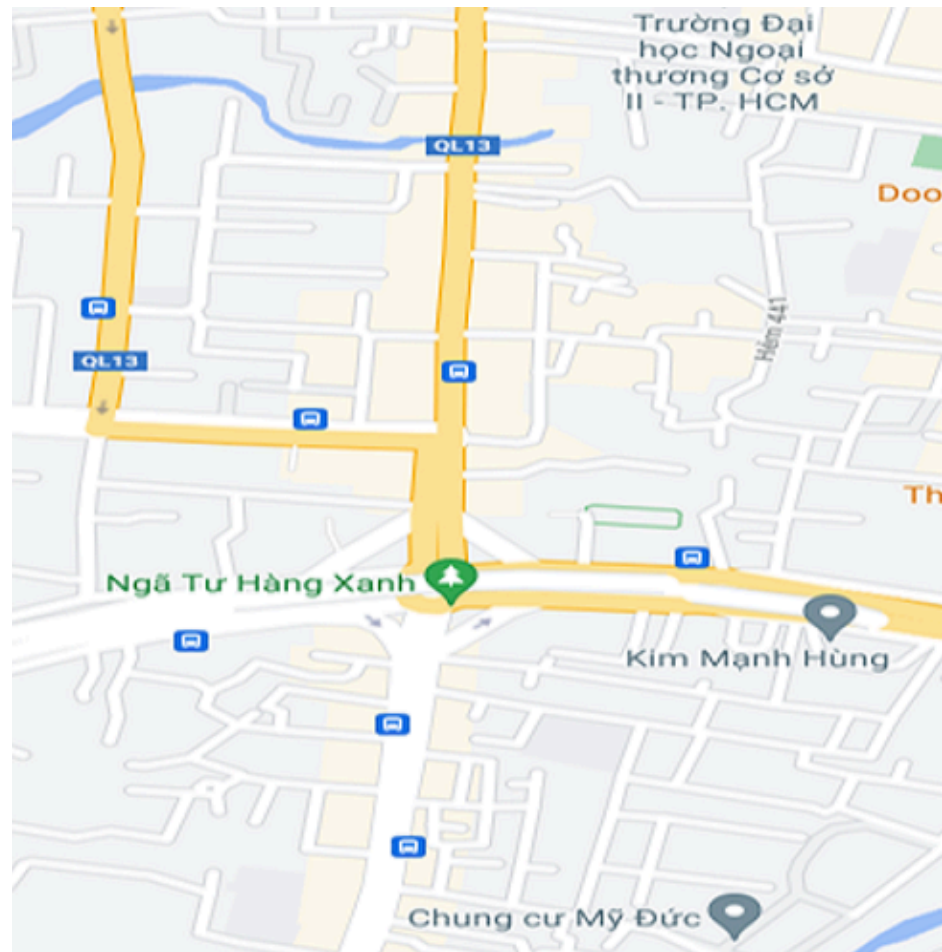 Trường Đại
học Ngoại
thương Cơ sở
II - TP. HCM
QL13
Doo
Hẻm 441
QL13
Th
Ngã Tư Hàng Xanh
Kim Mạnh Hùng
Chung cư Mỹ Đức